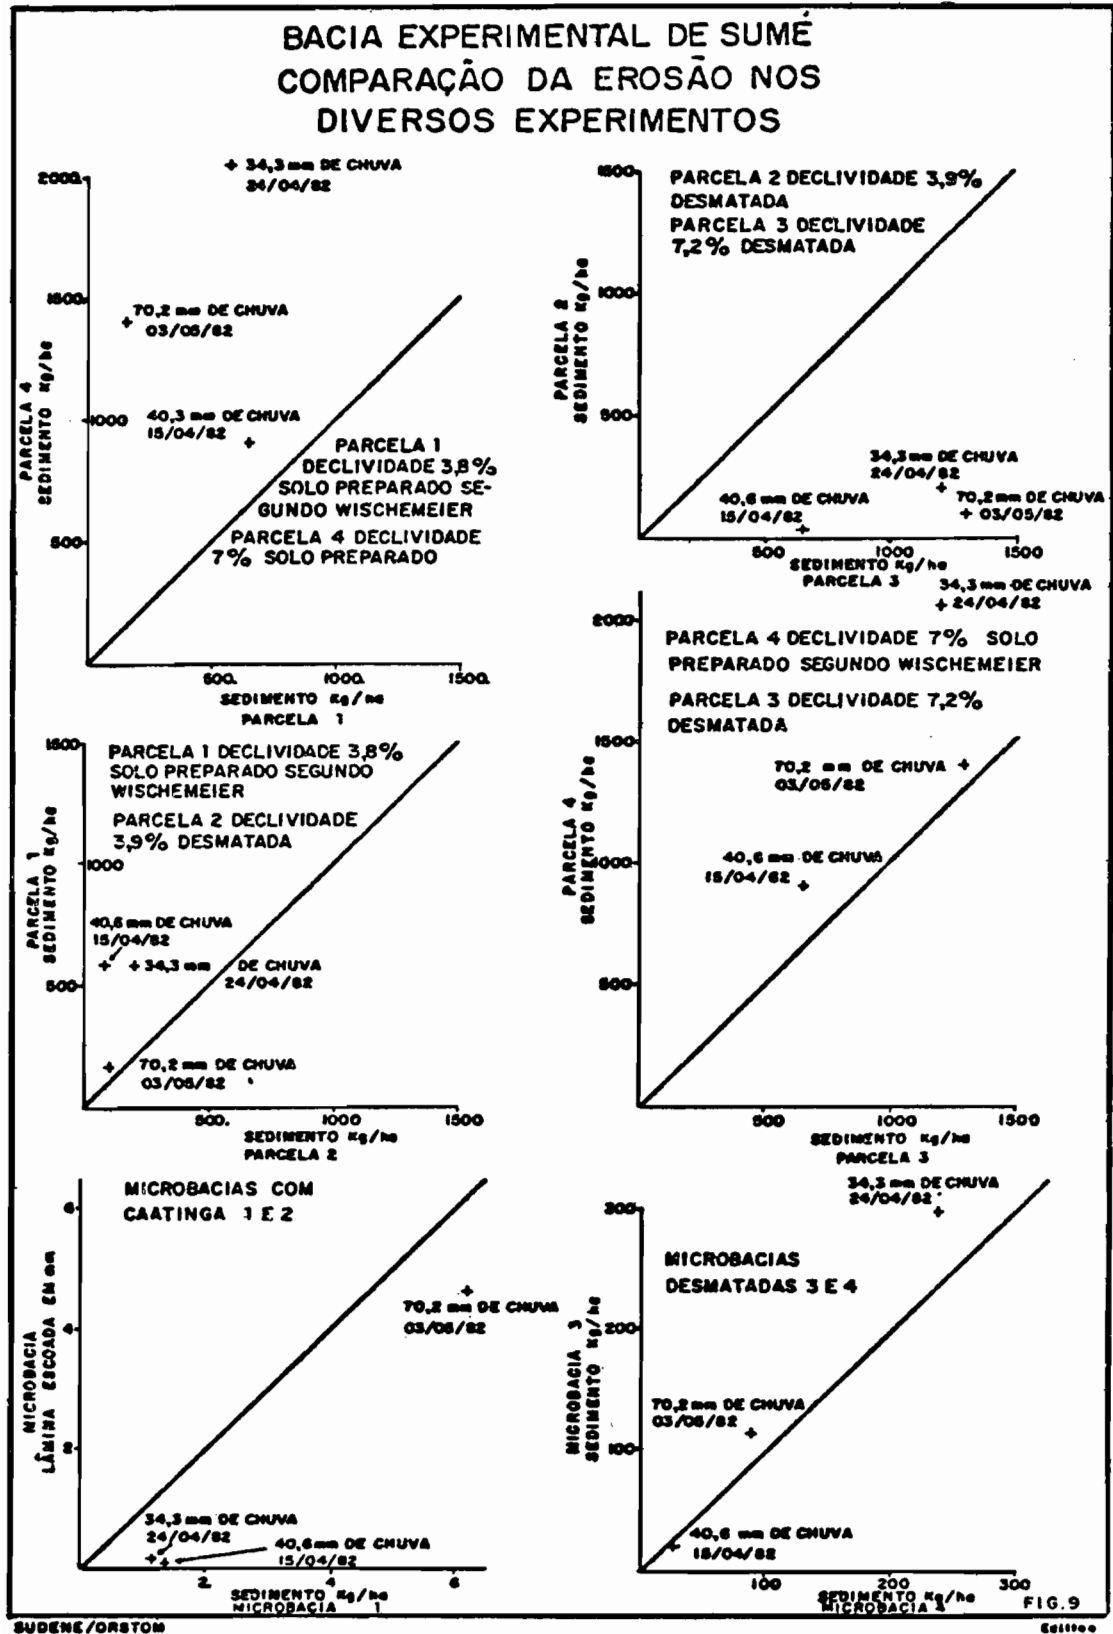 BACIA EXPERIMENTAL DE SUMÉ
COMPARAÇÃO DA EROSÃO NOS
DIVERSOS EXPERIMENTOS
+ 34,3 mm DE CHUVA
24/04/82
2000
1500
1000
500
70,2 mm DE CHUVA
03/05/82
40,3 mm DE CHUVA
15/04/82
PARCELA 1
DECLIVIDADE 3,8%
SOLO PREPARADO SE-
GUNDO WISCHEMEIER
PARCELA 4 DECLIVIDADE
7% SOLO PREPARADO
PARCELA 4
SEDIMENTO Kg/ha
500. 1000. 1500.
SEDIMENTO Kg/ha
PARCELA 1
PARCELA 2 DECLIVIDADE 3,9%
DESMATADA
PARCELA 3 DECLIVIDADE
7,2% DESMATADA
1500
1000
500
PARCELA 2
SEDIMENTO Kg/ha
34,3 mm DE CHUVA
24/04/82
40,6 mm DE CHUVA
15/04/82
70,2 mm DE CHUVA
+ 03/05/82
500 1000 1500
SEDIMENTO Kg/ha
PARCELA 3
PARCELA 1 DECLIVIDADE 3,8%
SOLO PREPARADO SEGUNDO
WISCHEMEIER
PARCELA 2 DECLIVIDADE
3,9% DESMATADA
1500
1000
500
PARCELA 1
SEDIMENTO Kg/ha
40,6 mm DE CHUVA
15/04/82
+ 34,3 mm DE CHUVA
24/04/82
70,2 mm DE CHUVA
03/05/82
500. 1000 1500
SEDIMENTO Kg/ha
PARCELA 2
34,3 mm DE CHUVA
+ 24/04/82
2000
1500
1000
500
PARCELA 4 DECLIVIDADE 7% SOLO
PREPARADO SEGUNDO WISCHEMEIER
PARCELA 3 DECLIVIDADE 7,2%
DESMATADA
PARCELA 4
SEDIMENTO Kg/ha
70,2 mm DE CHUVA +
03/05/82
40,6 mm DE CHUVA
15/04/82
500 1000 1500
SEDIMENTO Kg/ha
PARCELA 3
MICROBACIAS COM
CAATINGA 1 E 2
6
4
2
MICROBACIA
LÂMINA ESCOADA EM mm
70,2 mm DE CHUVA
03/05/82
34,3 mm DE CHUVA
24/04/82
40,6 mm DE CHUVA
15/04/82
2 4 6
SEDIMENTO Kg/ha
MICROBACIA 1
34,3 mm DE CHUVA
24/04/82
300
200
100
MICROBACIAS
DESMATADAS 3 E 4
MICROBACIA 3
SEDIMENTO Kg/ha
70,2 mm DE CHUVA
03/05/82
40,6 mm DE CHUVA
15/04/82
100 200 300
SEDIMENTO Kg/ha
MICROBACIA 4
FIG.9
SUDENE/ORSTOM